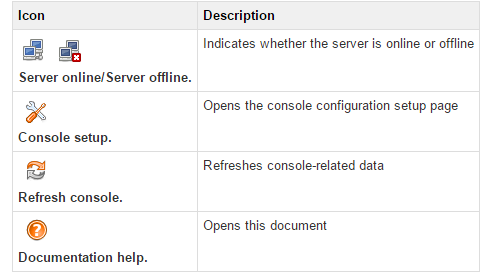 Icon Description
Indicates whether the server is online or offline
Server online/Server offline.
Opens the console configuration setup page
Console setup.
Refreshes console-related data
Refresh console.
Opens this document
Documentation help.